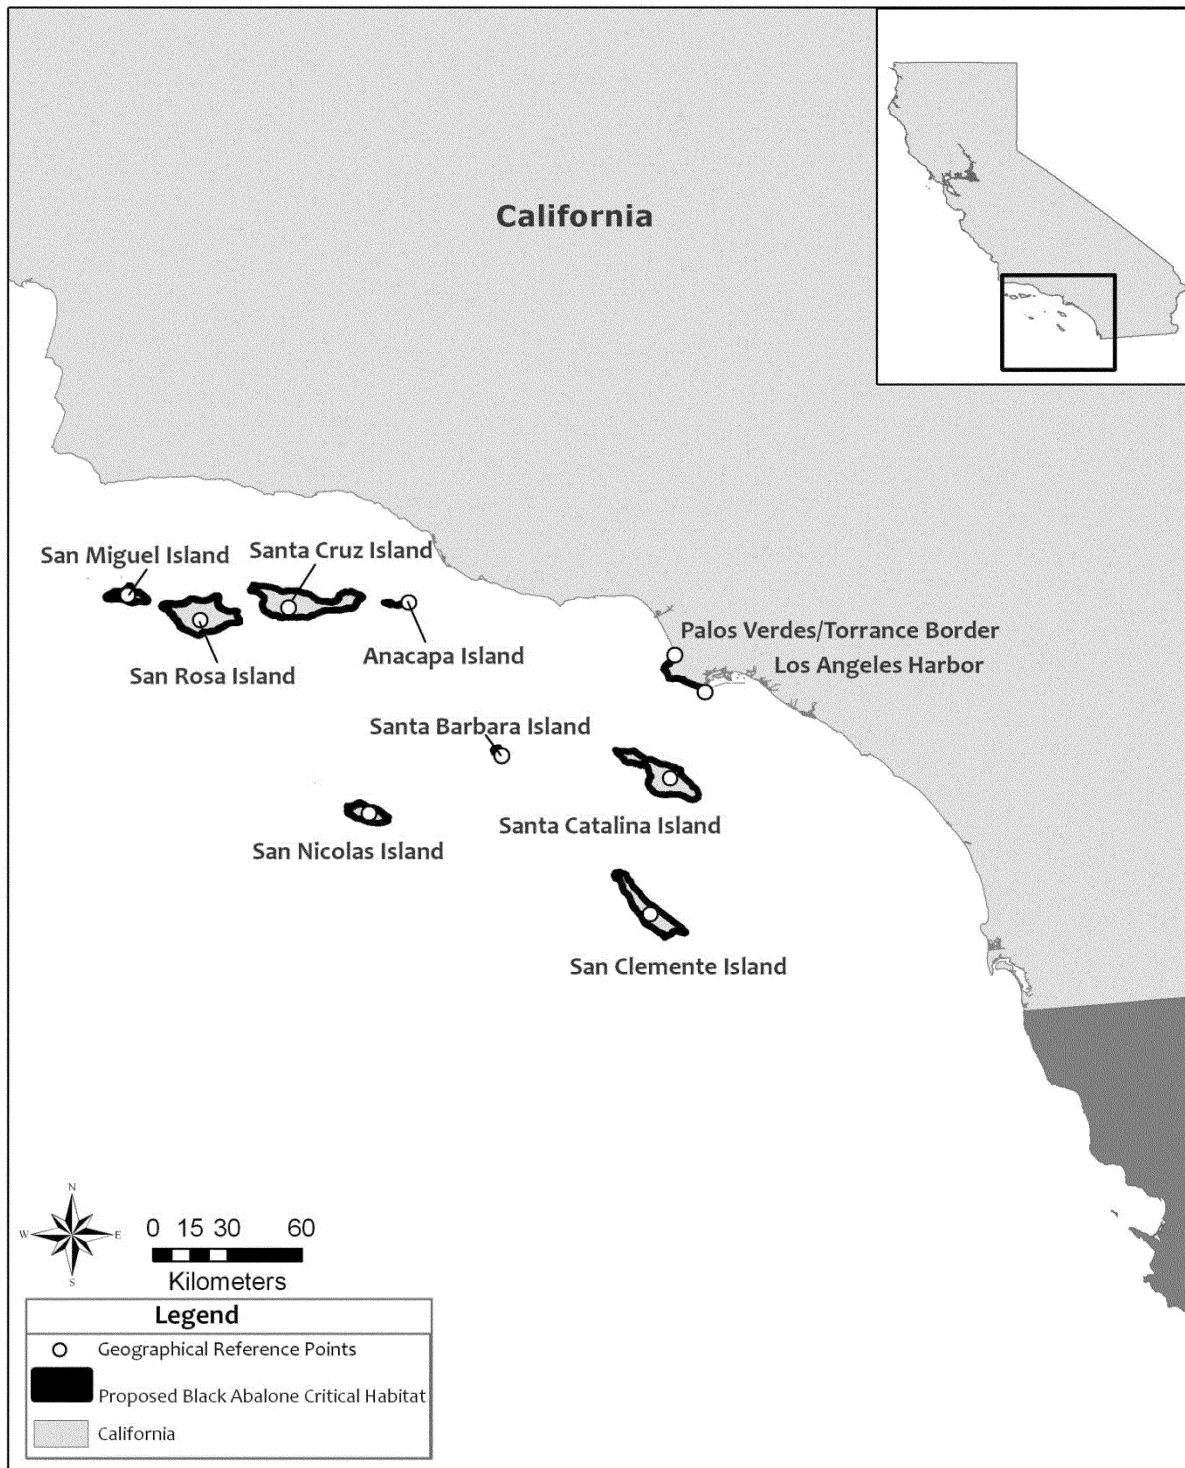 California
San Miguel Island
Santa Cruz Island
San Rosa Island
Anacapa Island
Palos Verdes/Torrance Border
Los Angeles Harbor
Santa Barbara Island
Santa Catalina Island
San Nicolas Island
San Clemente Island
N
W E
S
0 15 30 60
Kilometers
Legend
Geographical Reference Points
Proposed Black Abalone Critical Habitat
California